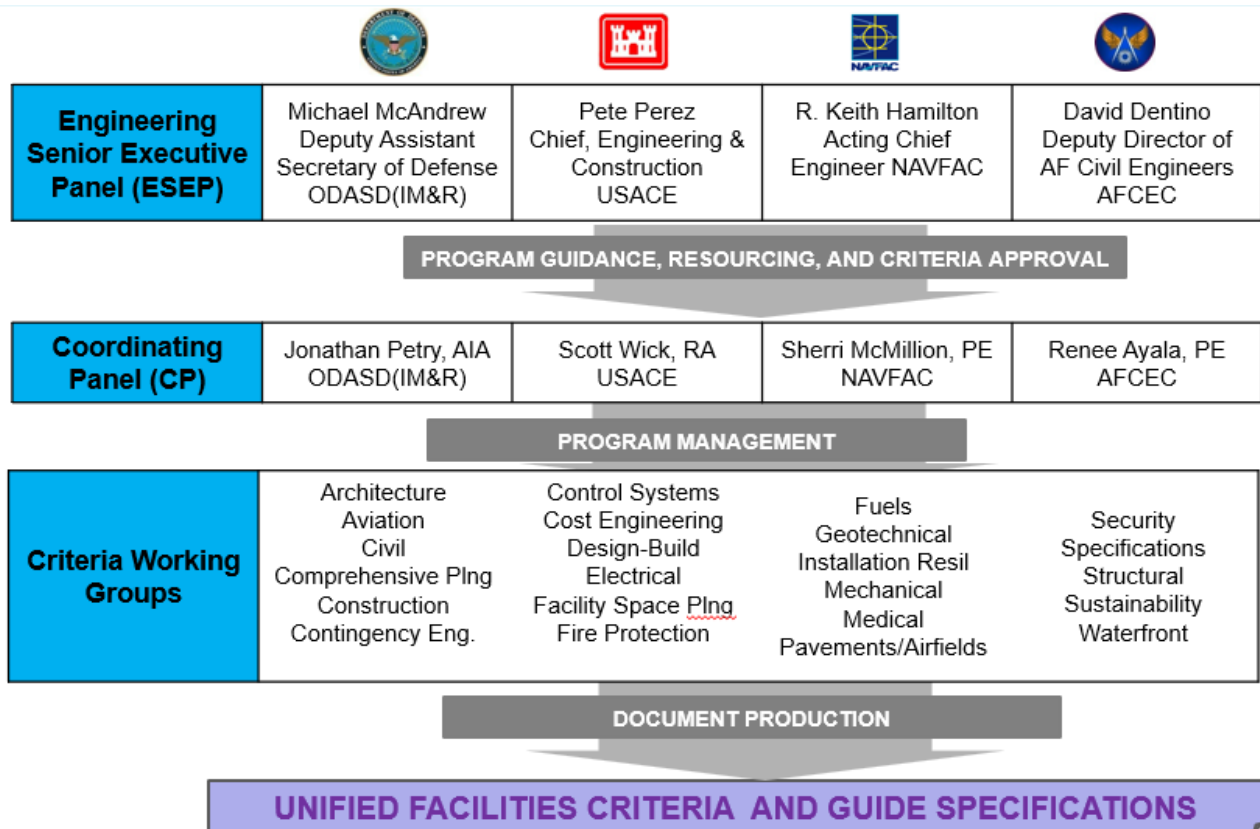 DEPARTMENT OF DEFENSE
NAVFAC
Engineering
Senior Executive
Panel (ESEP)
Michael McAndrew
Deputy Assistant
Secretary of Defense
ODASD(IM&R)
Pete Perez
Chief, Engineering &
Construction
USACE
R. Keith Hamilton
Acting Chief
Engineer NAVFAC
David Dentino
Deputy Director of
AF Civil Engineers
AFCEC
PROGRAM GUIDANCE, RESOURCING, AND CRITERIA APPROVAL
Coordinating
Panel (CP)
Jonathan Petry, AIA
ODASD(IM&R)
Scott Wick, RA
USACE
Sherri McMillion, PE
NAVFAC
Renee Ayala, PE
AFCEC
PROGRAM MANAGEMENT
Criteria Working
Groups
Architecture
Aviation
Civil
Comprehensive Plng
Construction
Contingency Eng.
Control Systems
Cost Engineering
Design-Build
Electrical
Facility Space Plng
Fire Protection
Fuels
Geotechnical
Installation Resil
Mechanical
Medical
Pavements/Airfields
Security
Specifications
Structural
Sustainability
Waterfront
DOCUMENT PRODUCTION
UNIFIED FACILITIES CRITERIA AND GUIDE SPECIFICATIONS